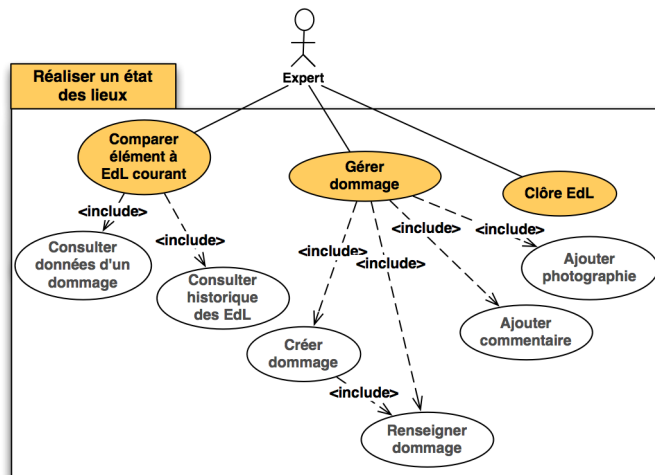 Expert
Réaliser un état
des lieux
Comparer
élément à
EdL courant
Gérer
dommage
Clôre EdL
<include>
<include>
<include>
<include>
<include>
<include>
Consulter
données d'un
dommage
Consulter
historique
des EdL
Ajouter
photographie
Créer
dommage
Ajouter
commentaire
<include>
Renseigner
dommage